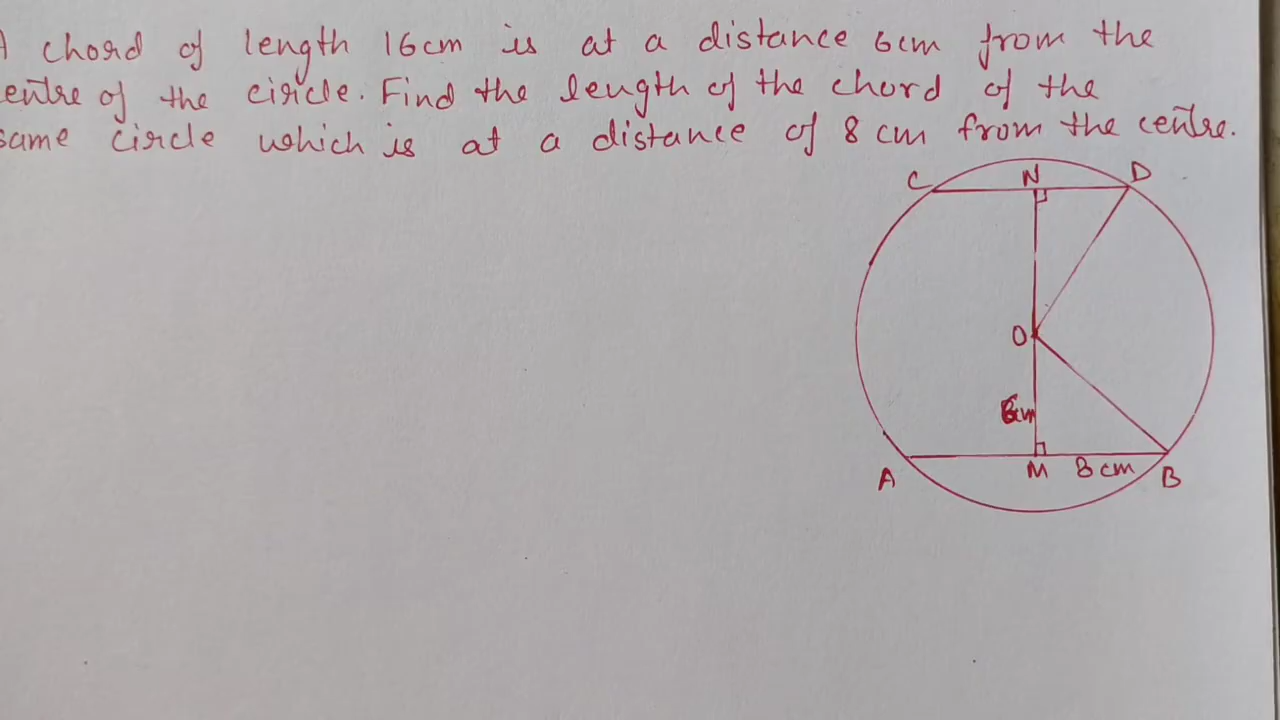 A chord of length 16cm is at a distance 6cm from the
entre of the circle. Find the length of the chord of the
same circle which is at a distance of 8 cm from the centre.
C N D
O
6cm
A M 8cm B